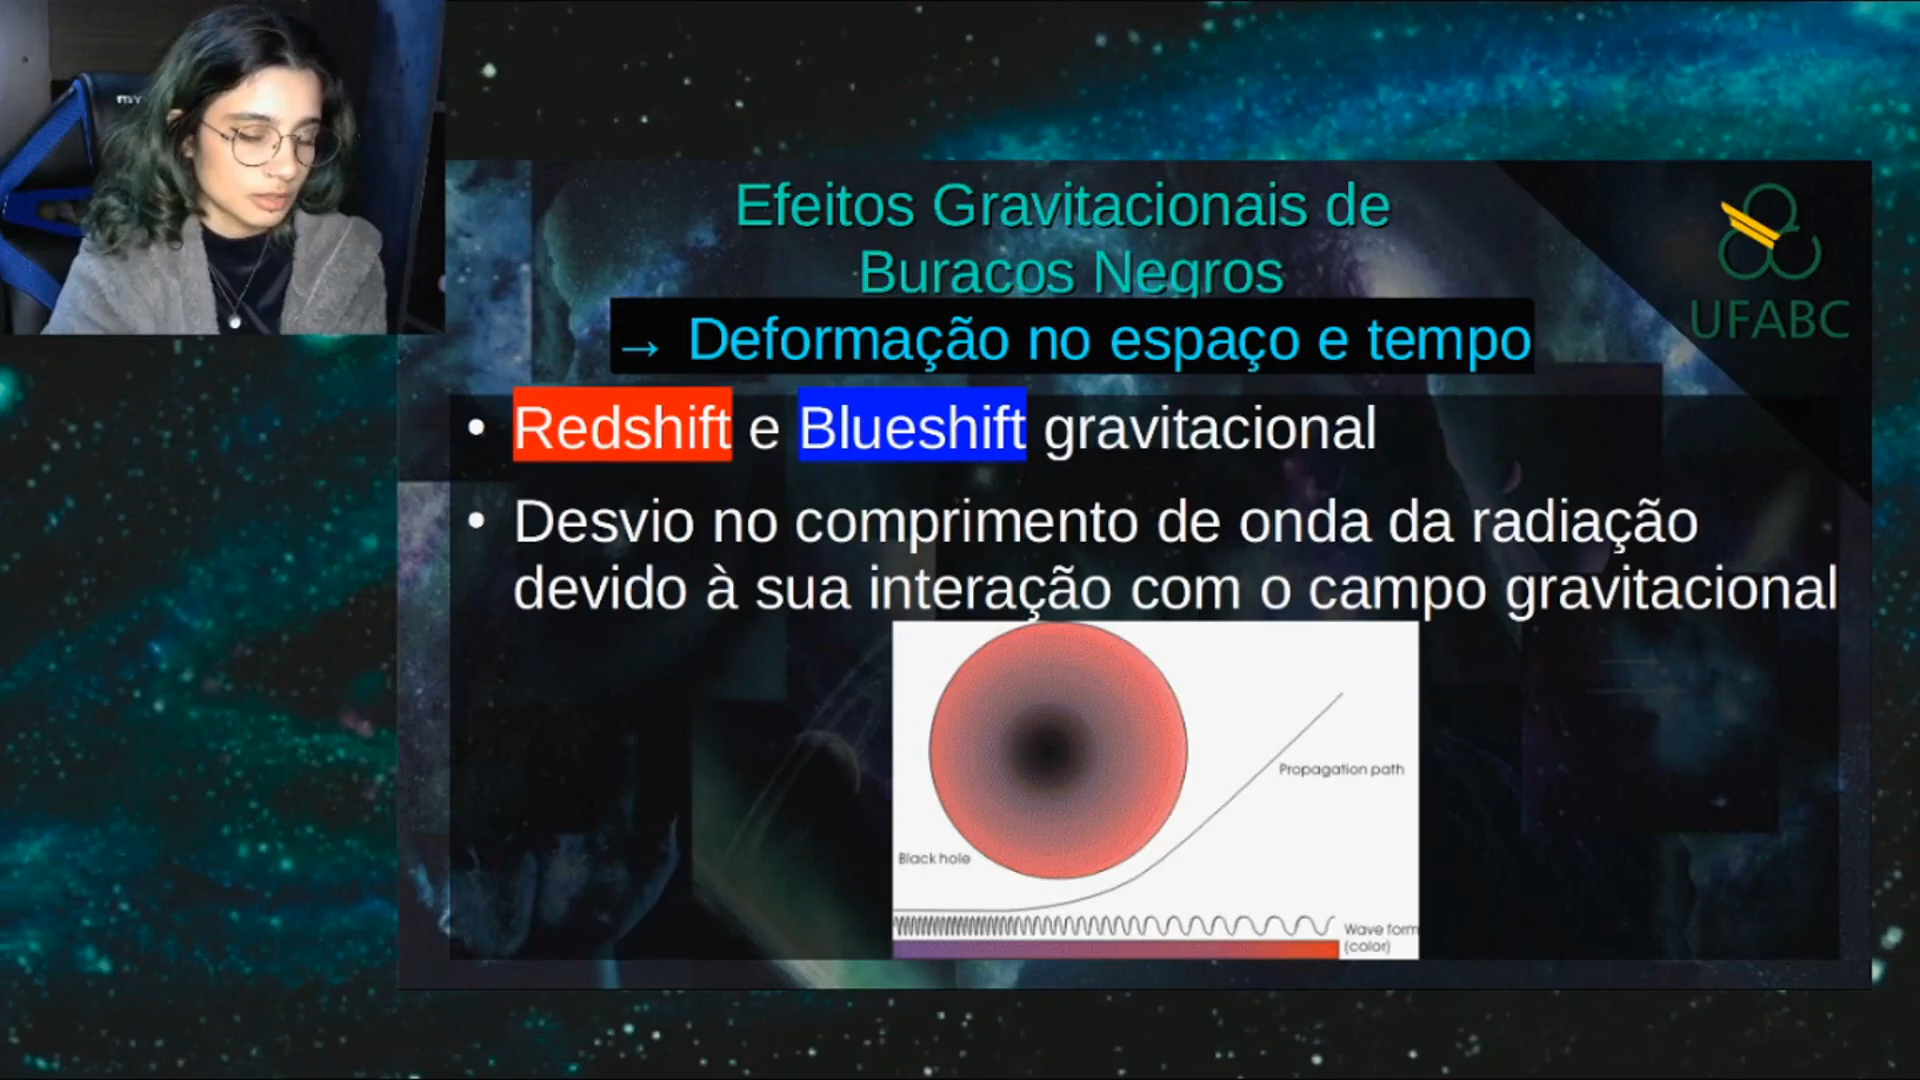 Efeitos Gravitacionais de
Buracos Negros
→ Deformação no espaço e tempo
UFABC
• Redshift e Blueshift gravitacional
• Desvio no comprimento de onda da radiação
devido à sua interação com o campo gravitacional
Propagation path
Black hole
Wave form
(color)